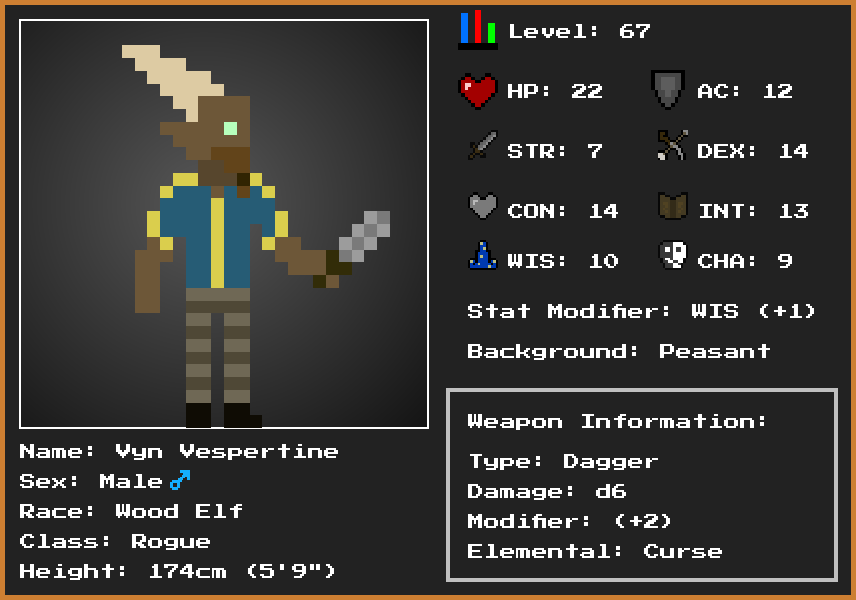 Level: 67
HP: 22
AC: 12
STR: 7
DEX: 14
CON: 14
INT: 13
WIS: 10
CHA: 9
Stat Modifier: WIS (+1)
Background: Peasant
Weapon Information:
Type: Dagger
Damage: d6
Modifier: (+2)
Elemental: Curse
Name: Vyn Vespertine
Sex: Male ♂
Race: Wood Elf
Class: Rogue
Height: 174cm (5'9")